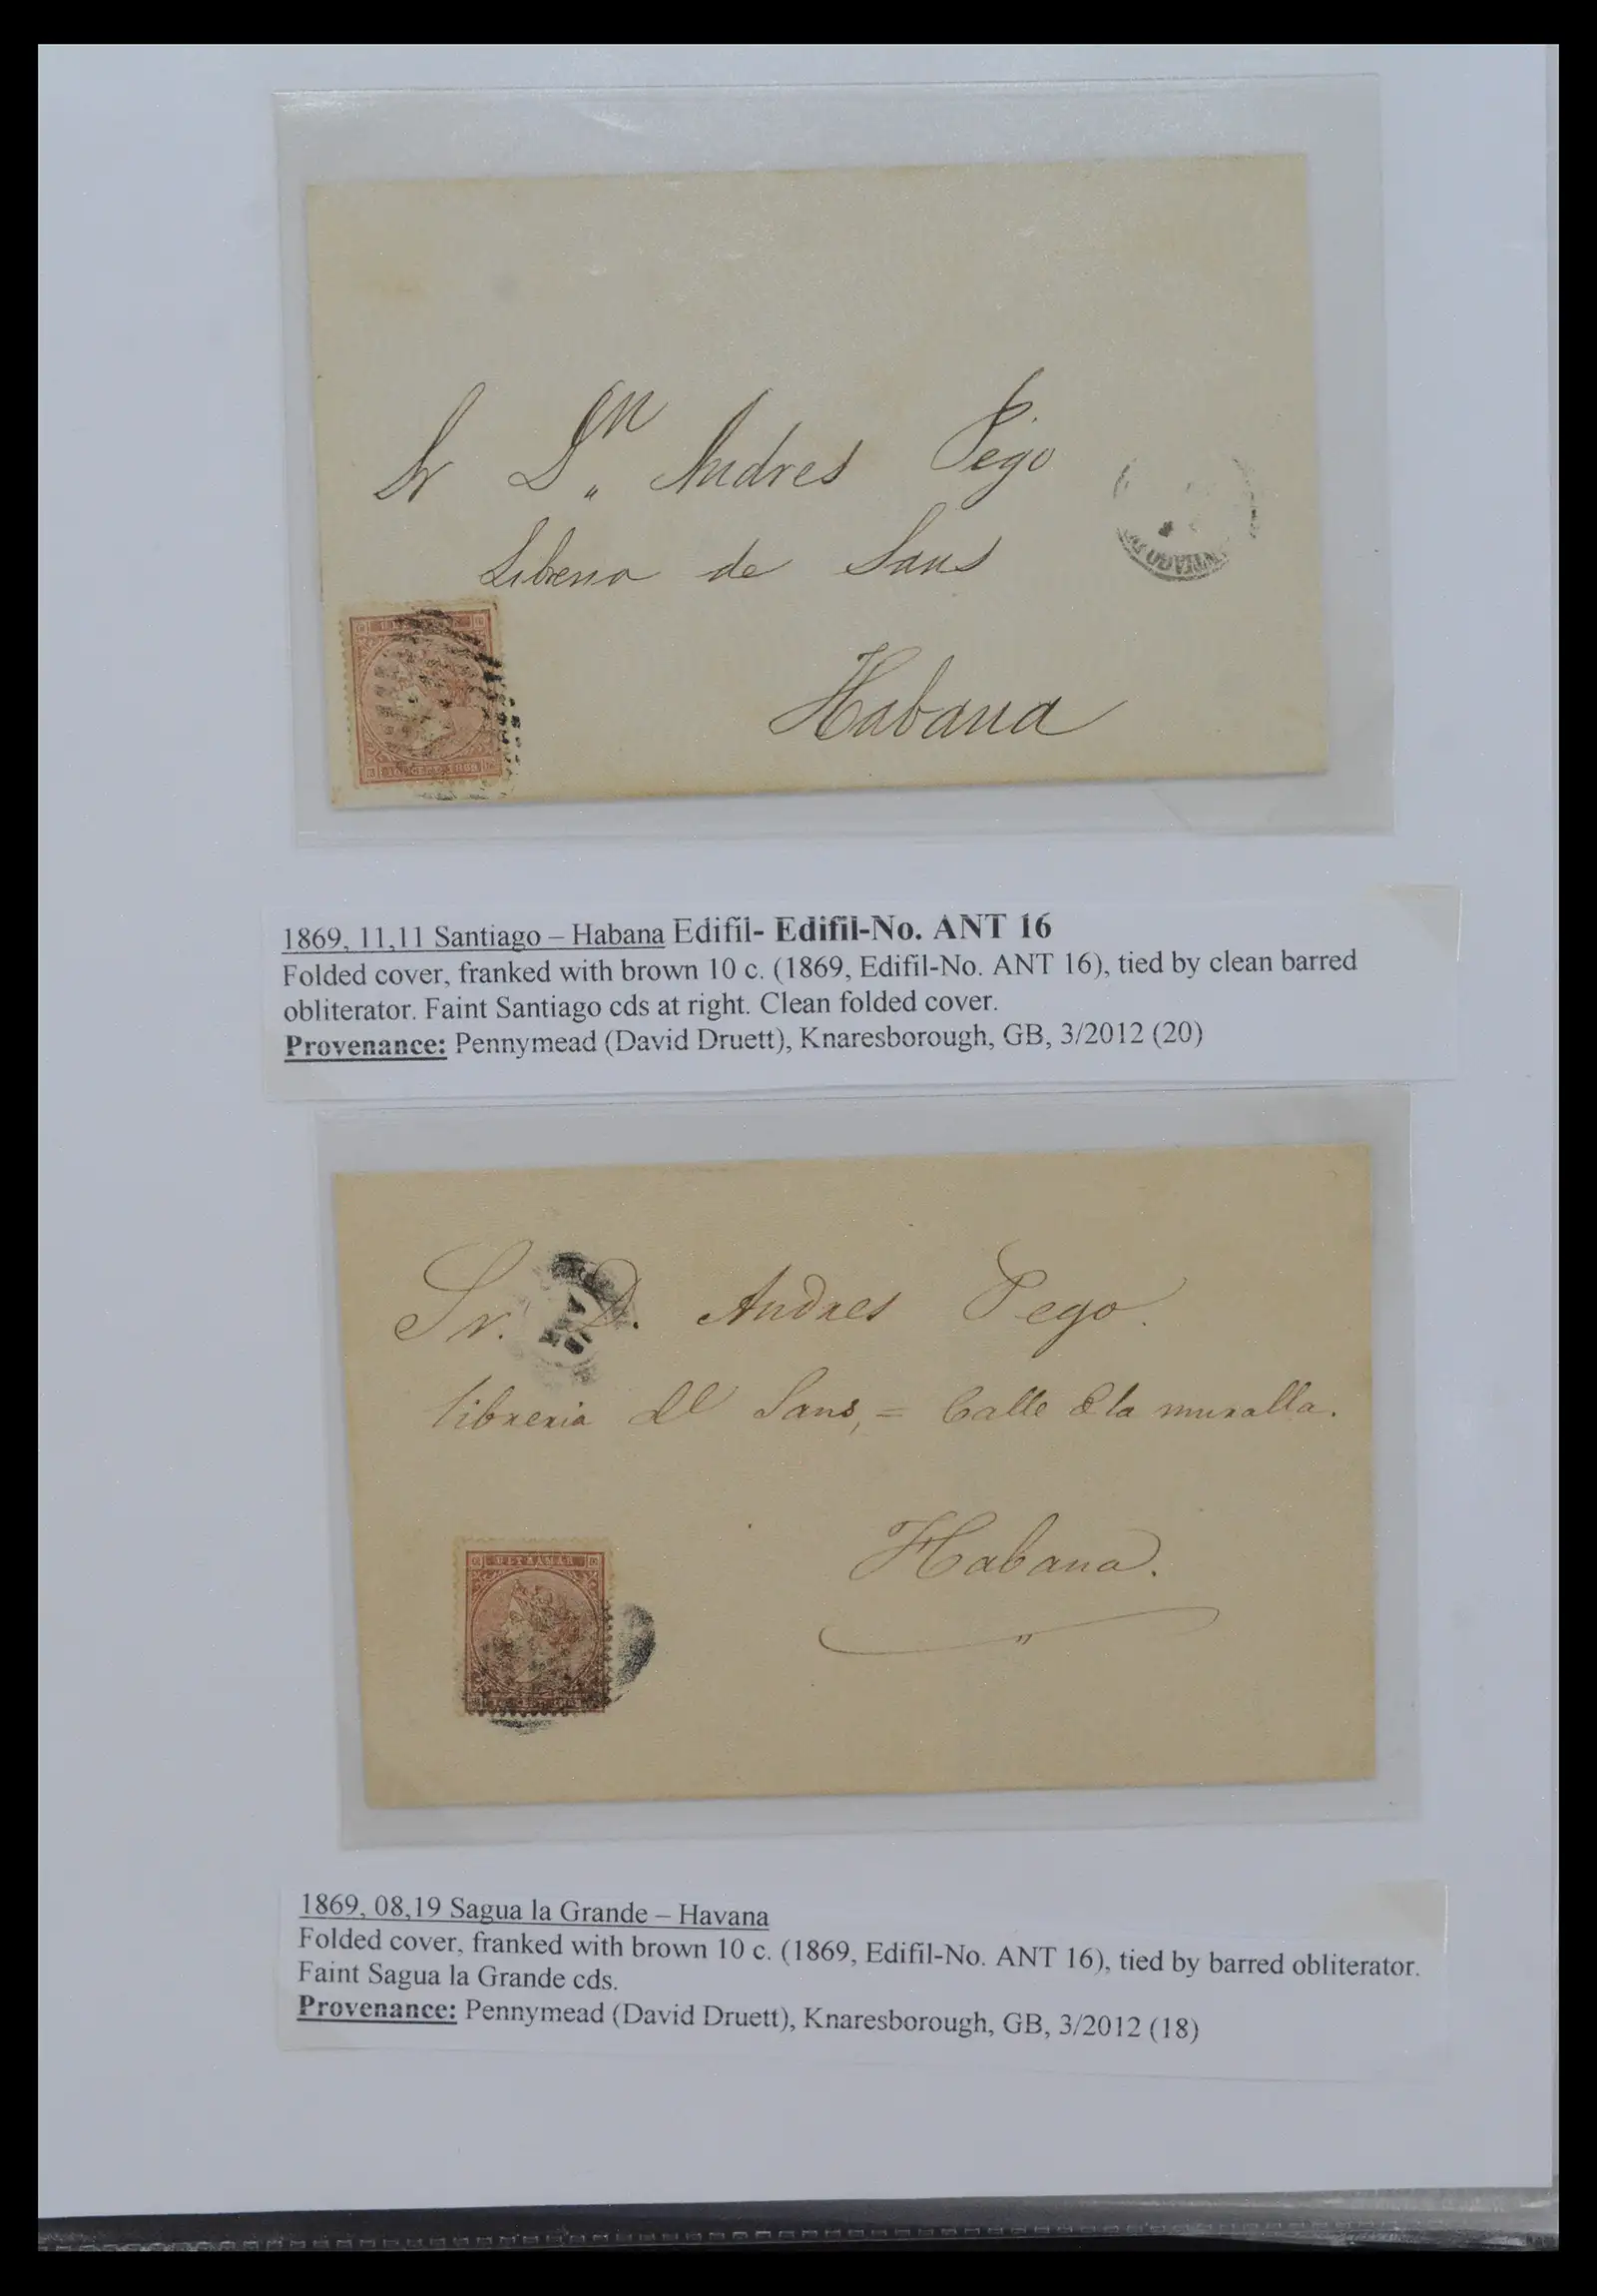 Sr Dn Andres Pego
Libreria de Sans
Habana
NTIAGO
1869, 11,11 Santiago – Habana Edifil- Edifil-No. ANT 16
Folded cover, franked with brown 10 c. (1869, Edifil-No. ANT 16), tied by clean barred
obliterator. Faint Santiago cds at right. Clean folded cover.
Provenance: Pennymead (David Druett), Knaresborough, GB, 3/2012 (20)
Sr. D. Andres Pego.
libreria de Sans, = Calle de la muralla.
Habana.
ULTRAMAR
1869, 08,19 Sagua la Grande – Havana
Folded cover, franked with brown 10 c. (1869, Edifil-No. ANT 16), tied by barred obliterator.
Faint Sagua la Grande cds.
Provenance: Pennymead (David Druett), Knaresborough, GB, 3/2012 (18)